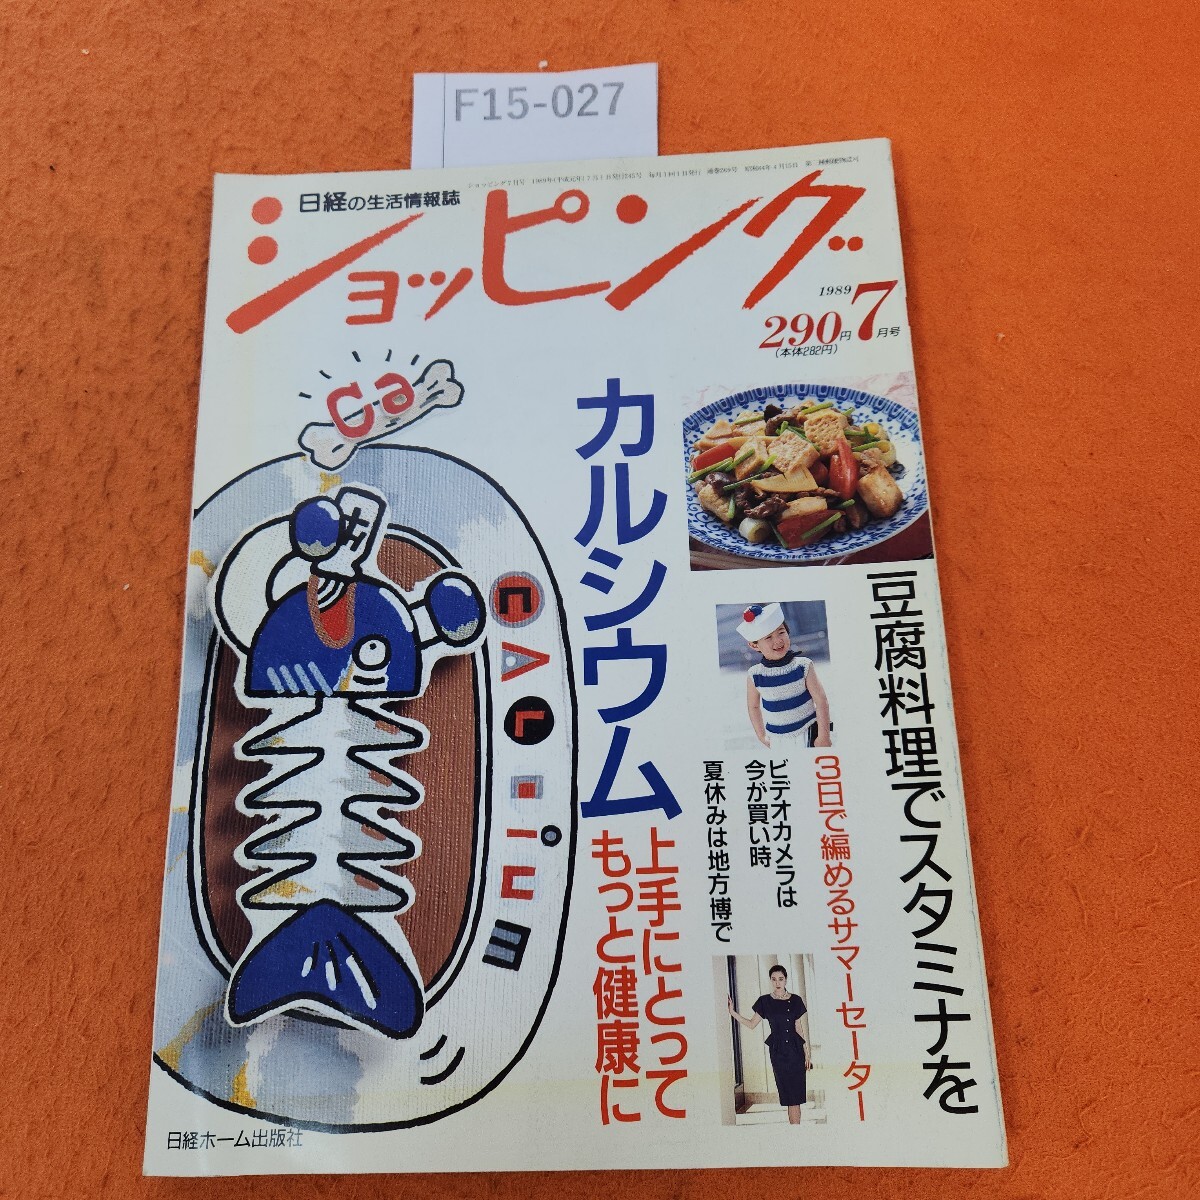 F15-027
日経の生活情報誌
ショッピング
1989
7月号
290円
(本体282円)
Ca
カルシウム
上手にとって
もっと健康に
CALCIUM
豆腐料理でスタミナを
3日で編めるサマーセーター
ビデオカメラは
今が買い時
夏休みは地方博で
日経ホーム出版社